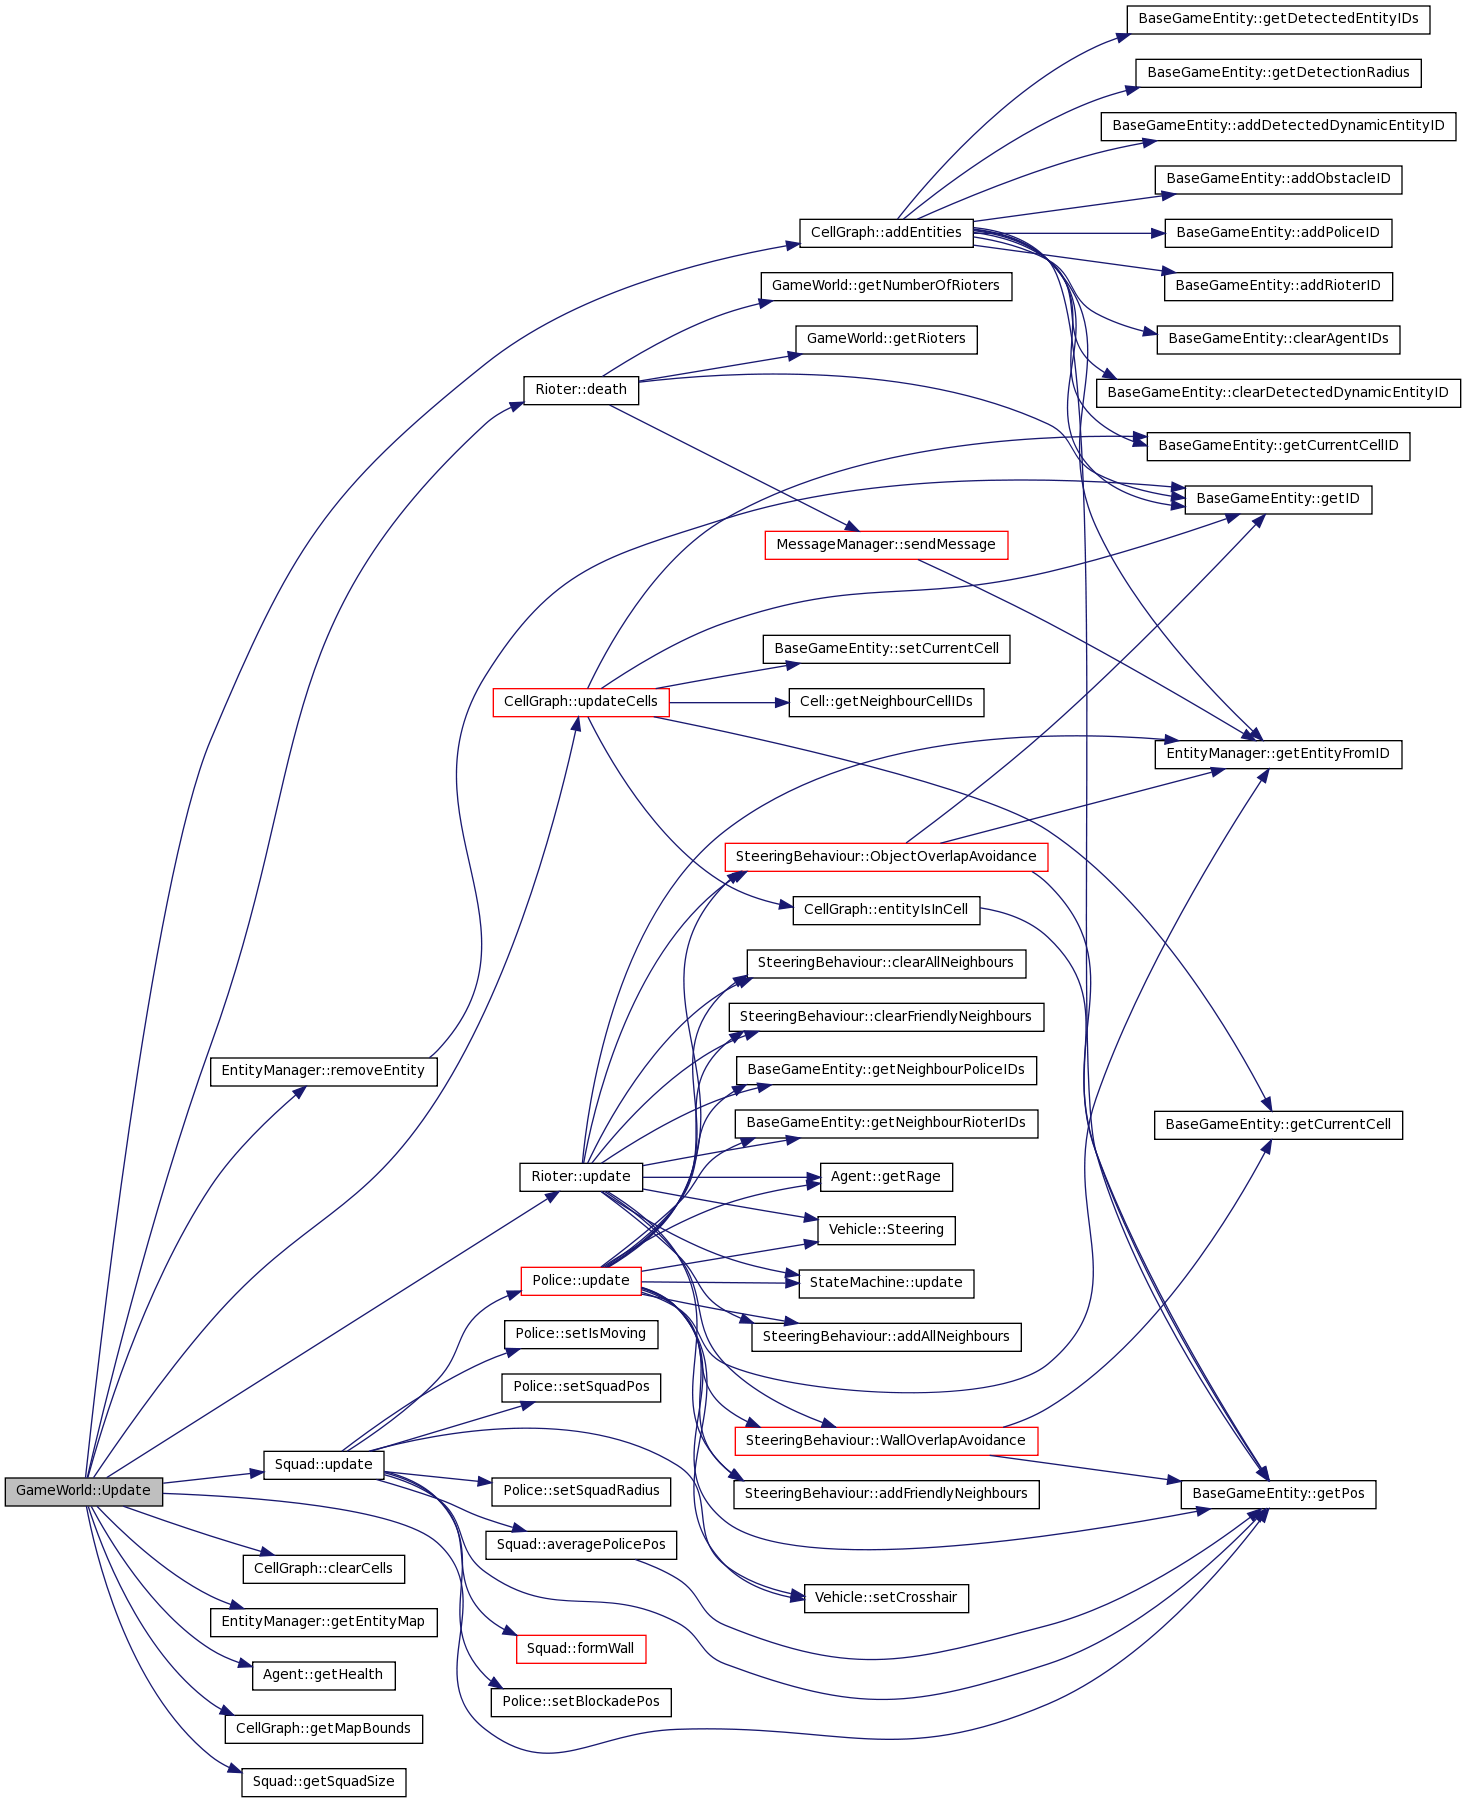 BaseGameEntity::getDetectedEntityIDs
BaseGameEntity::getDetectionRadius
BaseGameEntity::addDetectedDynamicEntityID
BaseGameEntity::addObstacleID
CellGraph::addEntities
BaseGameEntity::addPoliceID
GameWorld::getNumberOfRioters
BaseGameEntity::addRioterID
GameWorld::getRioters
BaseGameEntity::clearAgentIDs
Rioter::death
BaseGameEntity::clearDetectedDynamicEntityID
BaseGameEntity::getCurrentCellID
BaseGameEntity::getID
MessageManager::sendMessage
BaseGameEntity::setCurrentCell
CellGraph::updateCells
Cell::getNeighbourCellIDs
EntityManager::getEntityFromID
SteeringBehaviour::ObjectOverlapAvoidance
CellGraph::entityIsInCell
SteeringBehaviour::clearAllNeighbours
SteeringBehaviour::clearFriendlyNeighbours
EntityManager::removeEntity
BaseGameEntity::getNeighbourPoliceIDs
BaseGameEntity::getNeighbourRioterIDs
BaseGameEntity::getCurrentCell
Rioter::update
Agent::getRage
Vehicle::Steering
Police::update
StateMachine::update
Police::setIsMoving
SteeringBehaviour::addAllNeighbours
Police::setSquadPos
SteeringBehaviour::WallOverlapAvoidance
Squad::update
GameWorld::Update
Police::setSquadRadius
SteeringBehaviour::addFriendlyNeighbours
BaseGameEntity::getPos
Squad::averagePolicePos
CellGraph::clearCells
Vehicle::setCrosshair
EntityManager::getEntityMap
Squad::formWall
Agent::getHealth
Police::setBlockadePos
CellGraph::getMapBounds
Squad::getSquadSize